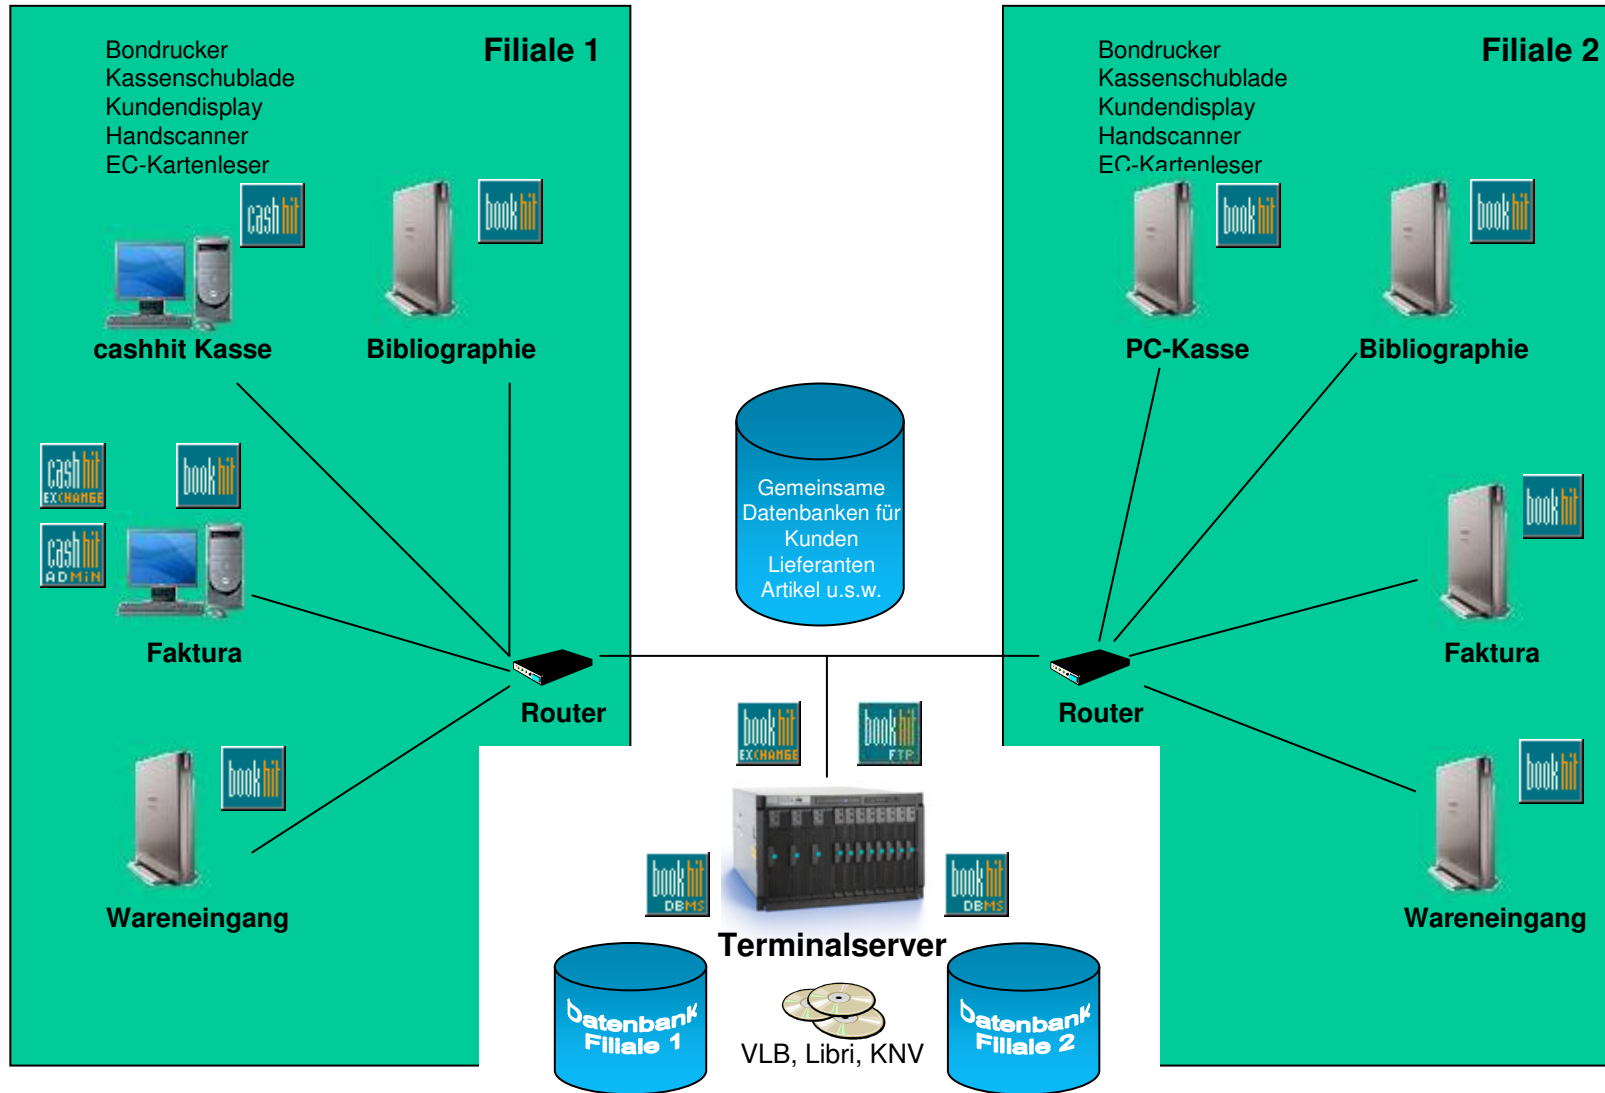 Filiale 1
Bondrucker
Kassenschublade
Kundendisplay
Handscanner
EC-Kartenleser
cash hit
book hit
cashhit Kasse
Bibliographie
cash hit
EXCHANGE
book hit
cash hit
ADMIN
Faktura
Router
book hit
Wareneingang
Gemeinsame
Datenbanken für
Kunden
Lieferanten
Artikel u.s.w.
book hit
EXCHANGE
book hit
FTP
book hit
DBMS
book hit
DBMS
Terminalserver
Datenbank
Filiale 1
VLB, Libri, KNV
Datenbank
Filiale 2
Filiale 2
Bondrucker
Kassenschublade
Kundendisplay
Handscanner
EC-Kartenleser
book hit
book hit
PC-Kasse
Bibliographie
book hit
Faktura
Router
book hit
Wareneingang